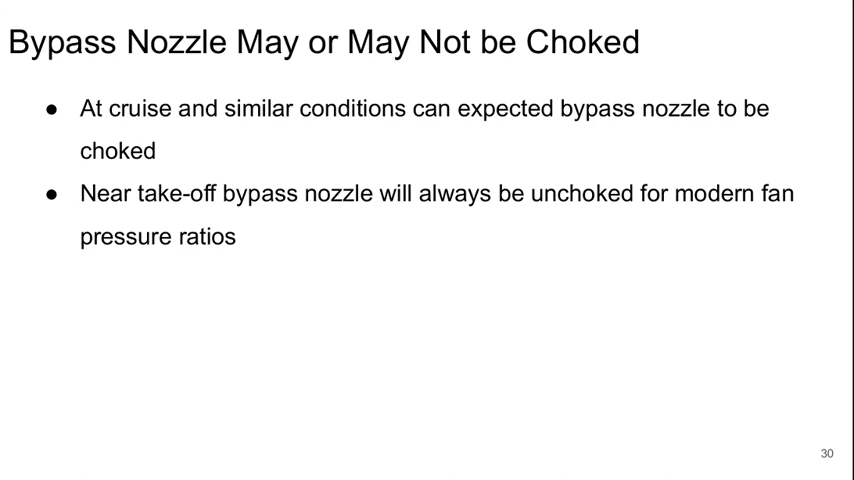 Bypass Nozzle May or May Not be Choked
● At cruise and similar conditions can expected bypass nozzle to be
choked
● Near take-off bypass nozzle will always be unchoked for modern fan
pressure ratios
30